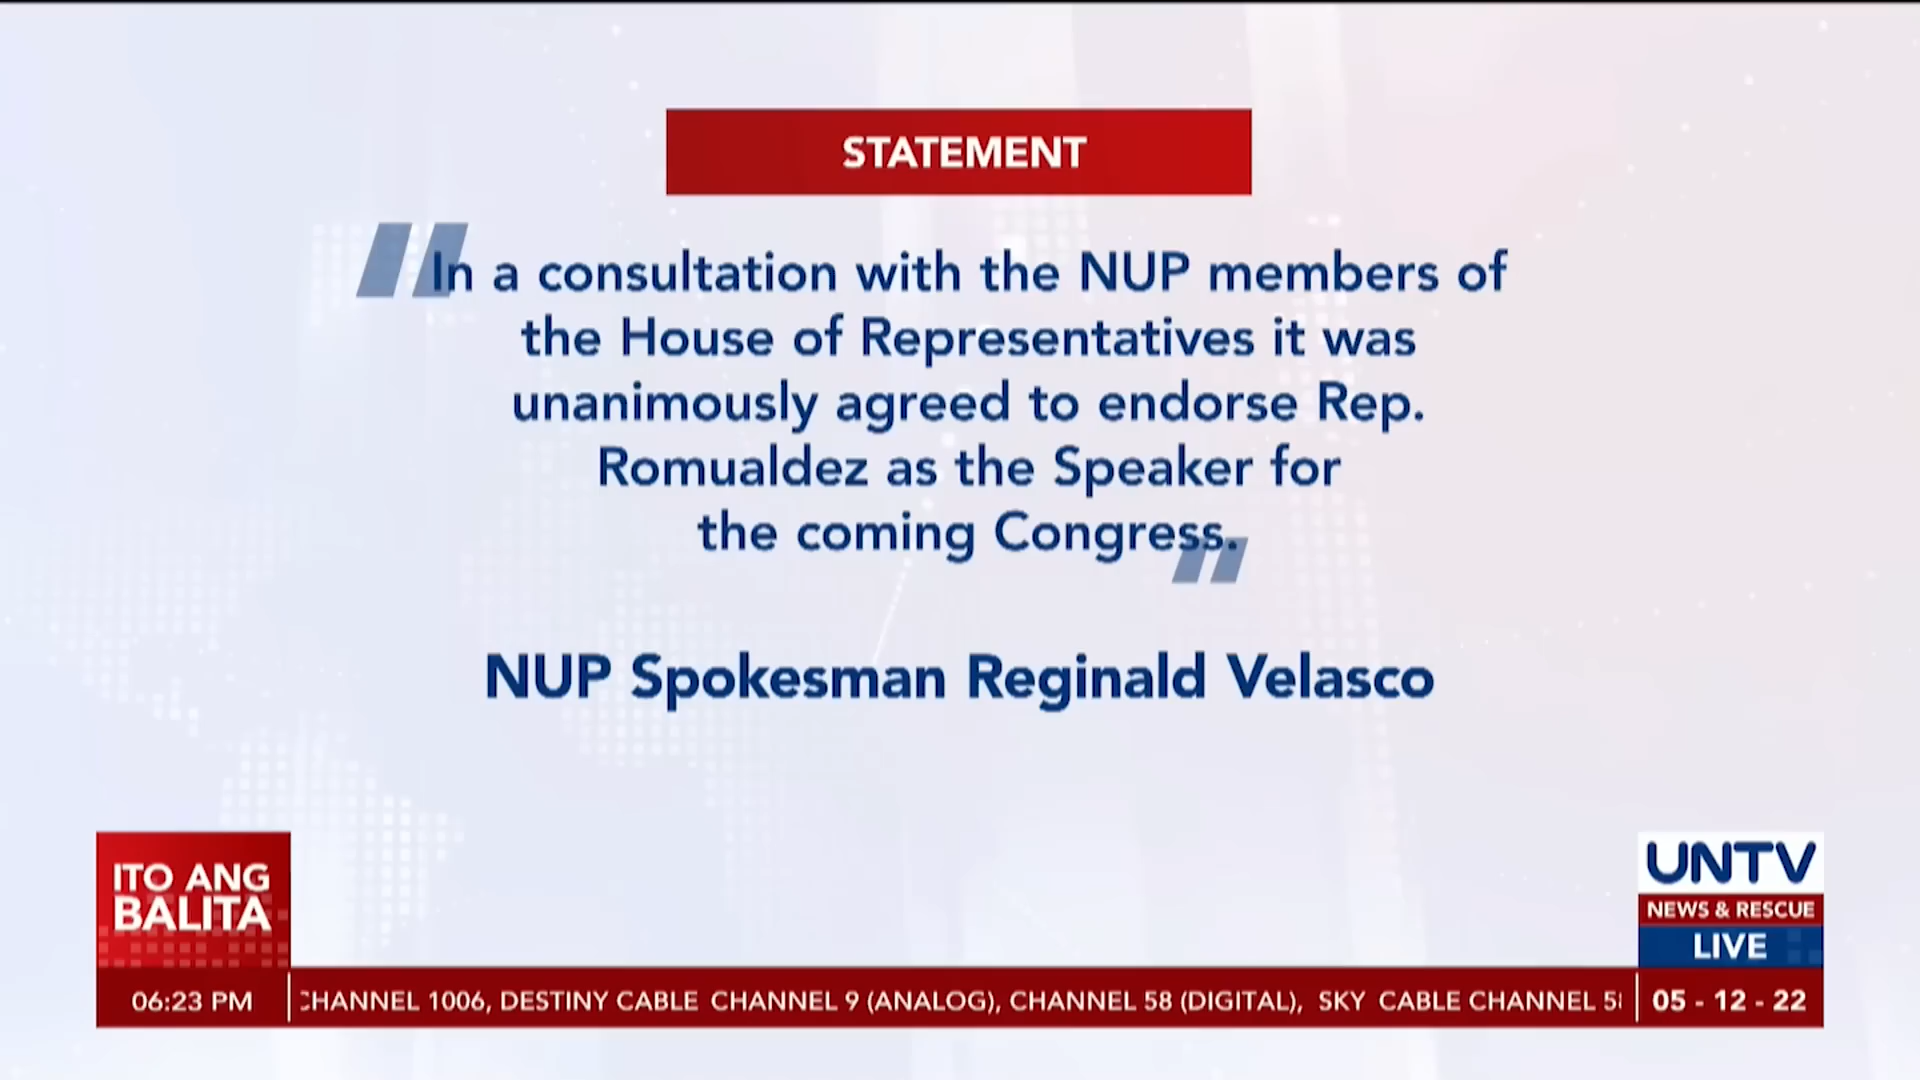 STATEMENT
In a consultation with the NUP members of
the House of Representatives it was
unanimously agreed to endorse Rep.
Romualdez as the Speaker for
the coming Congress.
NUP Spokesman Reginald Velasco
ITO ANG
BALITA
UNTV
NEWS & RESCUE
LIVE
06:23 PM
CHANNEL 1006, DESTINY CABLE CHANNEL 9 (ANALOG), CHANNEL 58 (DIGITAL), SKY CABLE CHANNEL
05 - 12 - 22